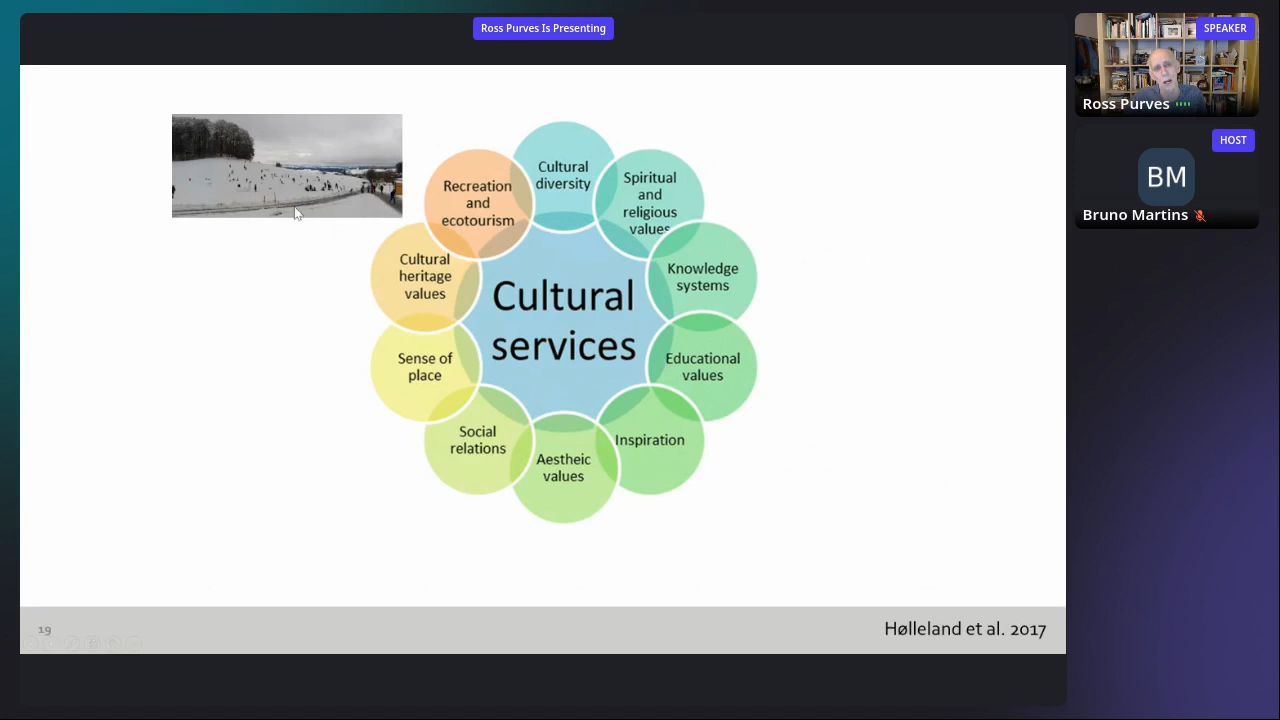 Ross Purves Is Presenting
SPEAKER
Ross Purves
HOST
BM
Bruno Martins
Cultural
diversity
Spiritual
and
religious
values
Knowledge
systems
Educational
values
Inspiration
Aestheic
values
Social
relations
Sense of
place
Cultural
heritage
values
Recreation
and
ecotourism
Cultural
services
19
Hølleland et al. 2017